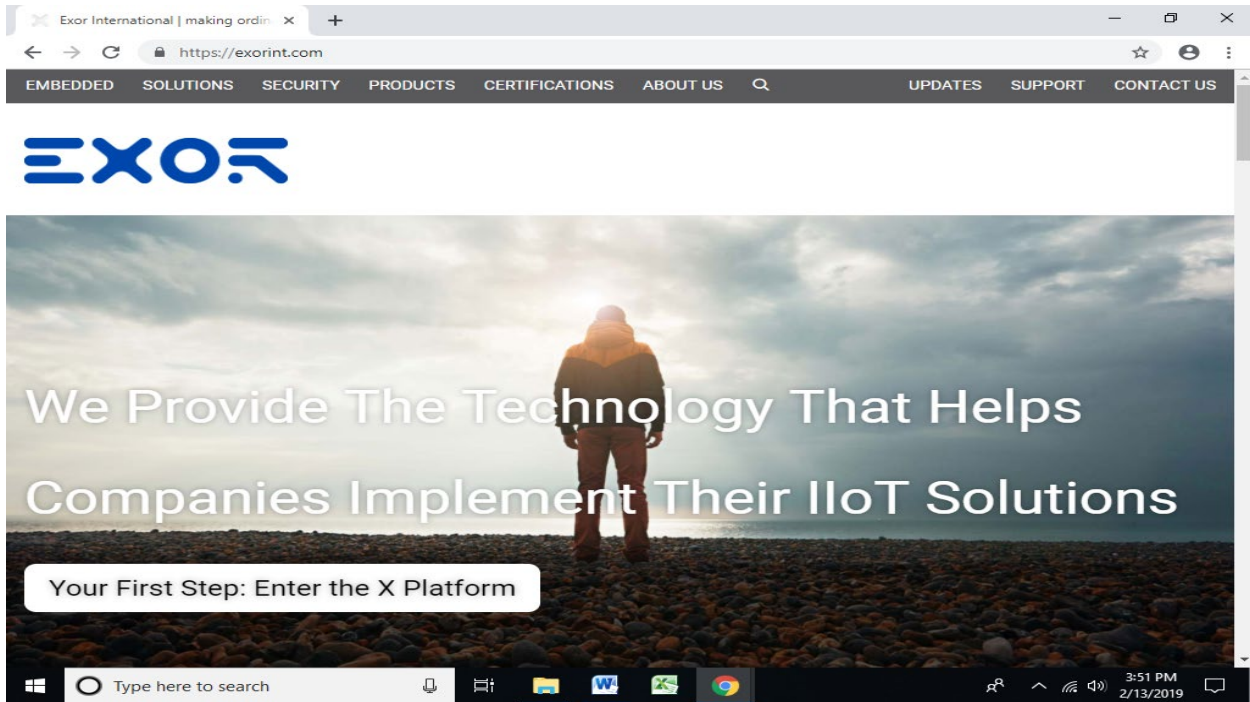 Exor International | making ordin
https://exorint.com
EMBEDDED SOLUTIONS SECURITY PRODUCTS CERTIFICATIONS ABOUT US UPDATES SUPPORT CONTACT US
EXOR
We Provide The Technology That Helps
Companies Implement Their IIoT Solutions
Your First Step: Enter the X Platform
Type here to search
3:51 PM
2/13/2019